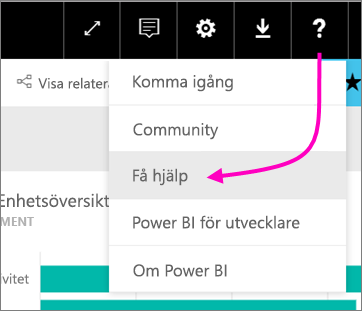 ?
Visa relatera
Komma igång
Community
Få hjälp
Enhetsöversikt
MENT
Power BI för utvecklare
Om Power BI
vitet